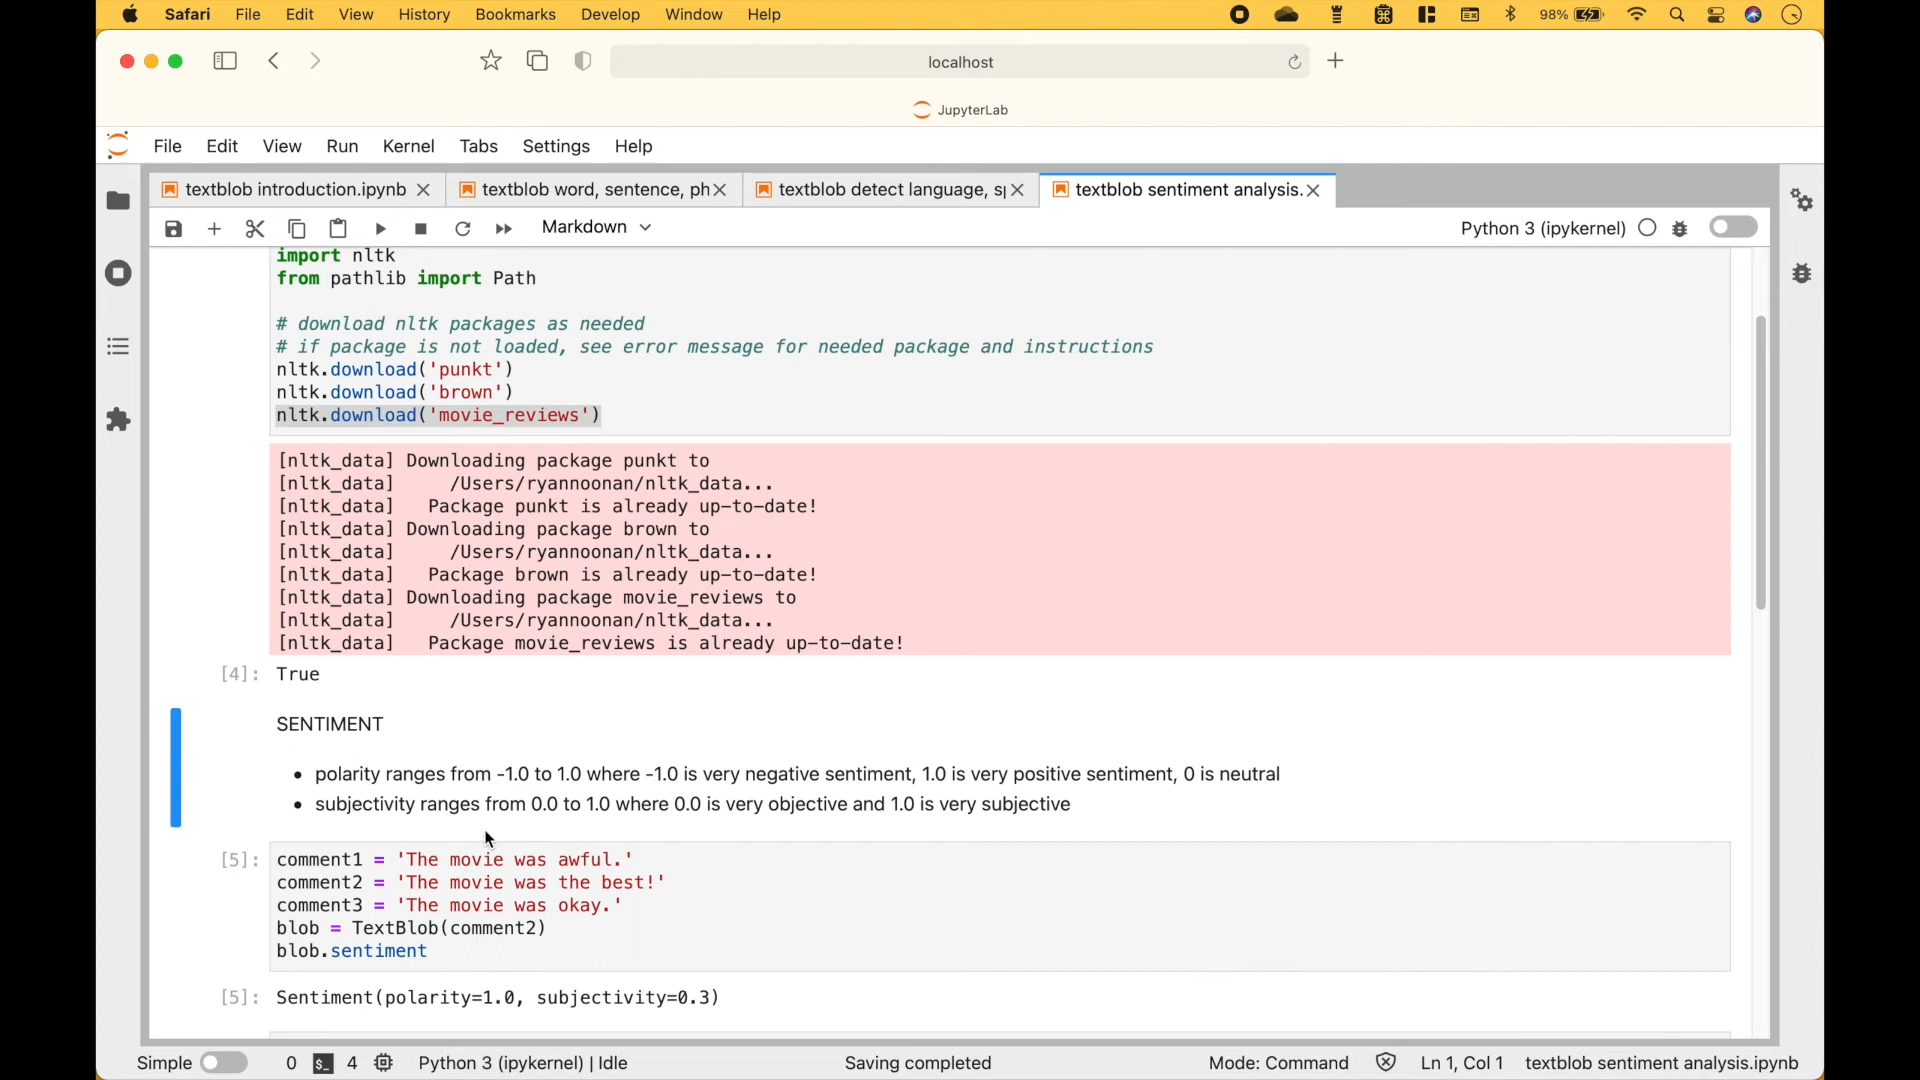 Safari File Edit View History Bookmarks Develop Window Help 98%
localhost
JupyterLab
File Edit View Run Kernel Tabs Settings Help
textblob introduction.ipynb textblob word, sentence, ph textblob detect language, sp textblob sentiment analysis.
Markdown Python 3 (ipykernel)
import nltk
from pathlib import Path
# download nltk packages as needed
# if package is not loaded, see error message for needed package and instructions
nltk.download('punkt')
nltk.download('brown')
nltk.download('movie_reviews')
[nltk_data] Downloading package punkt to
[nltk_data]     /Users/ryannoonan/nltk_data...
[nltk_data]   Package punkt is already up-to-date!
[nltk_data] Downloading package brown to
[nltk_data]     /Users/ryannoonan/nltk_data...
[nltk_data]   Package brown is already up-to-date!
[nltk_data] Downloading package movie_reviews to
[nltk_data]     /Users/ryannoonan/nltk_data...
[nltk_data]   Package movie_reviews is already up-to-date!
[4]: True
SENTIMENT
• polarity ranges from -1.0 to 1.0 where -1.0 is very negative sentiment, 1.0 is very positive sentiment, 0 is neutral
• subjectivity ranges from 0.0 to 1.0 where 0.0 is very objective and 1.0 is very subjective
[5]: comment1 = 'The movie was awful.'
comment2 = 'The movie was the best!'
comment3 = 'The movie was okay.'
blob = TextBlob(comment2)
blob.sentiment
[5]: Sentiment(polarity=1.0, subjectivity=0.3)
Simple 0 $_ 4 Python 3 (ipykernel) | Idle Saving completed Mode: Command Ln 1, Col 1 textblob sentiment analysis.ipynb